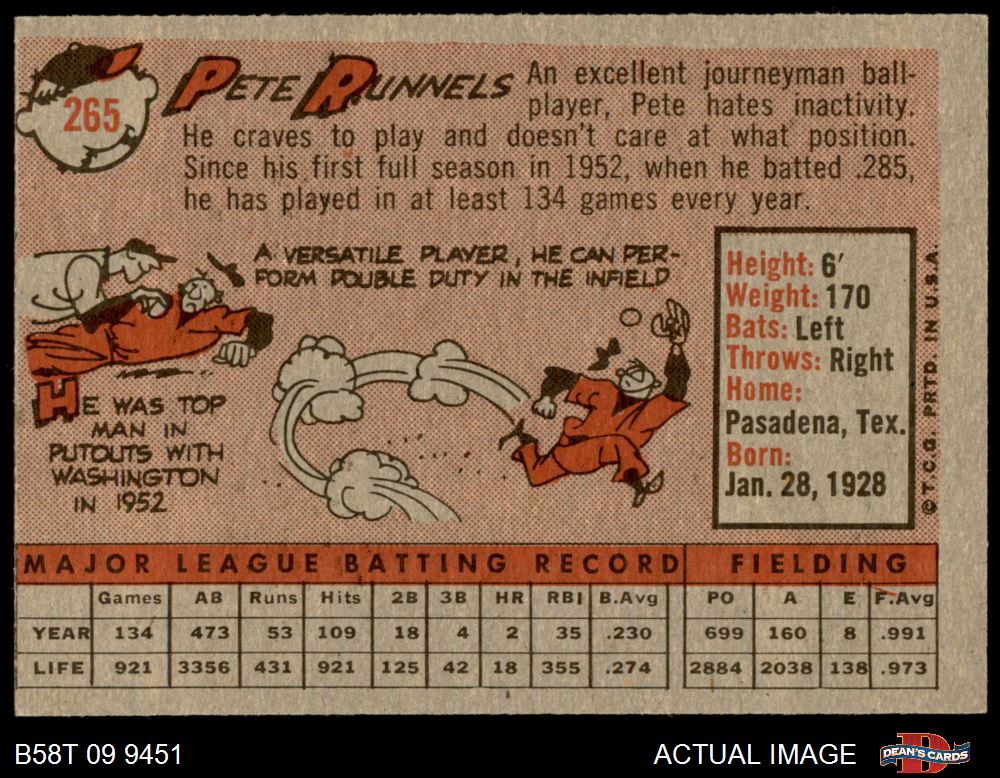 265
PETE RUNNELS
An excellent journeyman ball-
player, Pete hates inactivity.
He craves to play and doesn't care at what position.
Since his first full season in 1952, when he batted .285,
he has played in at least 134 games every year.
A VERSATILE PLAYER, HE CAN PER-
FORM DOUBLE DUTY IN THE INFIELD
HE WAS TOP
MAN IN
PUTOUTS WITH
WASHINGTON
IN 1952
Height: 6'
Weight: 170
Bats: Left
Throws: Right
Home:
Pasadena, Tex.
Born:
Jan. 28, 1928
© T.C.G. PRTD. IN U.S.A.
MAJOR LEAGUE BATTING RECORD FIELDING
Games AB Runs Hits 2B 3B HR RBI B.Avg PO A E F.Avg
YEAR 134 473 53 109 18 4 2 35 .230 699 160 8 .991
LIFE 921 3356 431 921 125 42 18 355 .274 2884 2038 138 .973
B58T 09 9451
ACTUAL IMAGE
DEAN'S CARDS